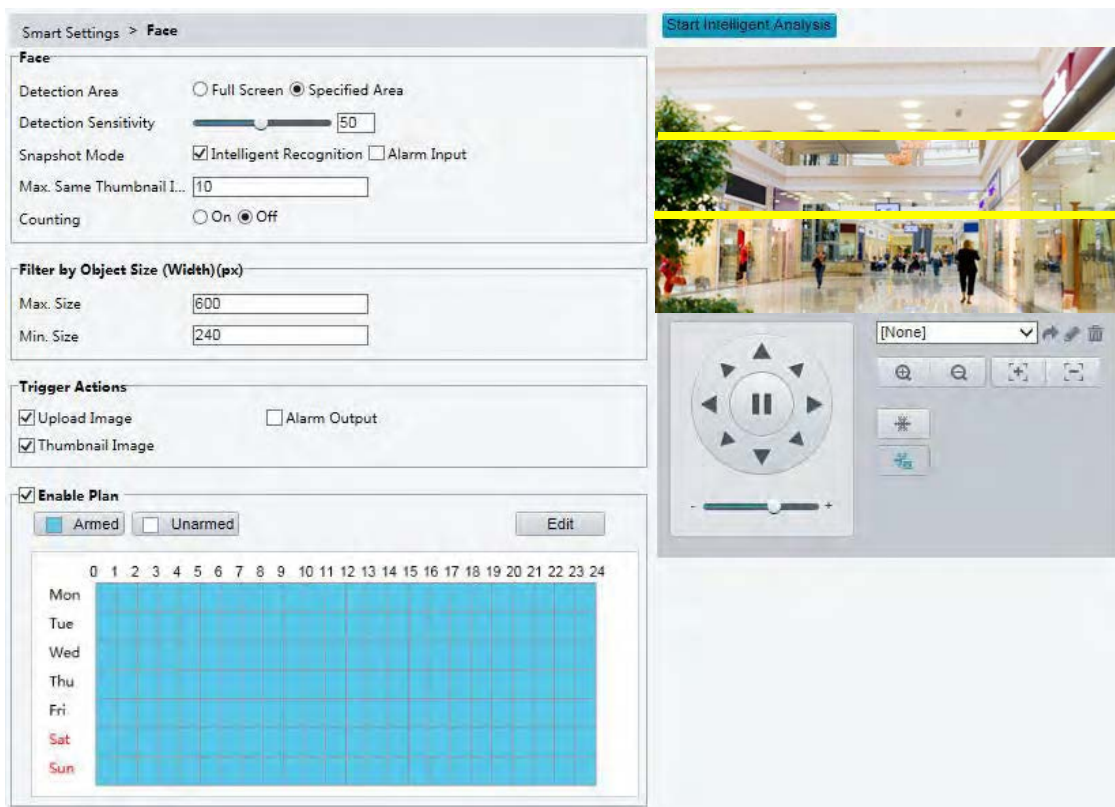 Smart Settings > Face
Start Intelligent Analysis
Face
Detection Area Full Screen Specified Area
Detection Sensitivity 50
Snapshot Mode Intelligent Recognition Alarm Input
Max. Same Thumbnail I... 10
Counting On Off
Filter by Object Size (Width)(px)
Max. Size 600
Min. Size 240
[None]
Trigger Actions
Upload Image Alarm Output
Thumbnail Image
- +
Enable Plan
Armed Unarmed Edit
0 1 2 3 4 5 6 7 8 9 10 11 12 13 14 15 16 17 18 19 20 21 22 23 24
Mon
Tue
Wed
Thu
Fri
Sat
Sun